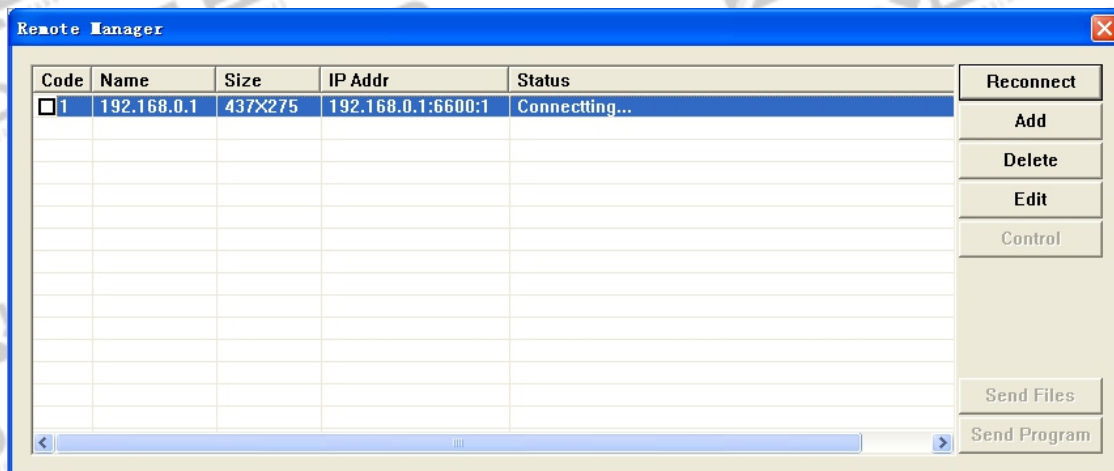 Remote Manager
Code Name Size IP Addr Status
1 192.168.0.1 437X275 192.168.0.1:6600:1 Connectting...
Reconnect
Add
Delete
Edit
Control
Send Files
Send Program